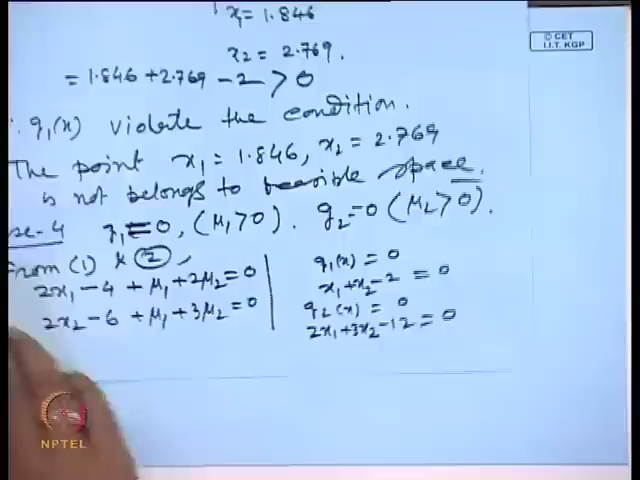 x₁ = 1.846
x₂ = 2.769.
= 1.846 + 2.769 - 2 > 0
© CET
I.I.T. KGP
∴ g₁(x) violate the condition.
The point x₁ = 1.846, x₂ = 2.769
is not belongs to feasible space.
se-4 g₁ = 0, (μ₁ > 0). g₂ = 0 (μ₂ > 0).
From (1) & (2),
2x₁ - 4 + μ₁ + 2μ₂ = 0
2x₂ - 6 + μ₁ + 3μ₂ = 0
g₁(x) = 0
x₁ + x₂ - 2 = 0
g₂(x) = 0
2x₁ + 3x₂ - 12 = 0
NPTEL